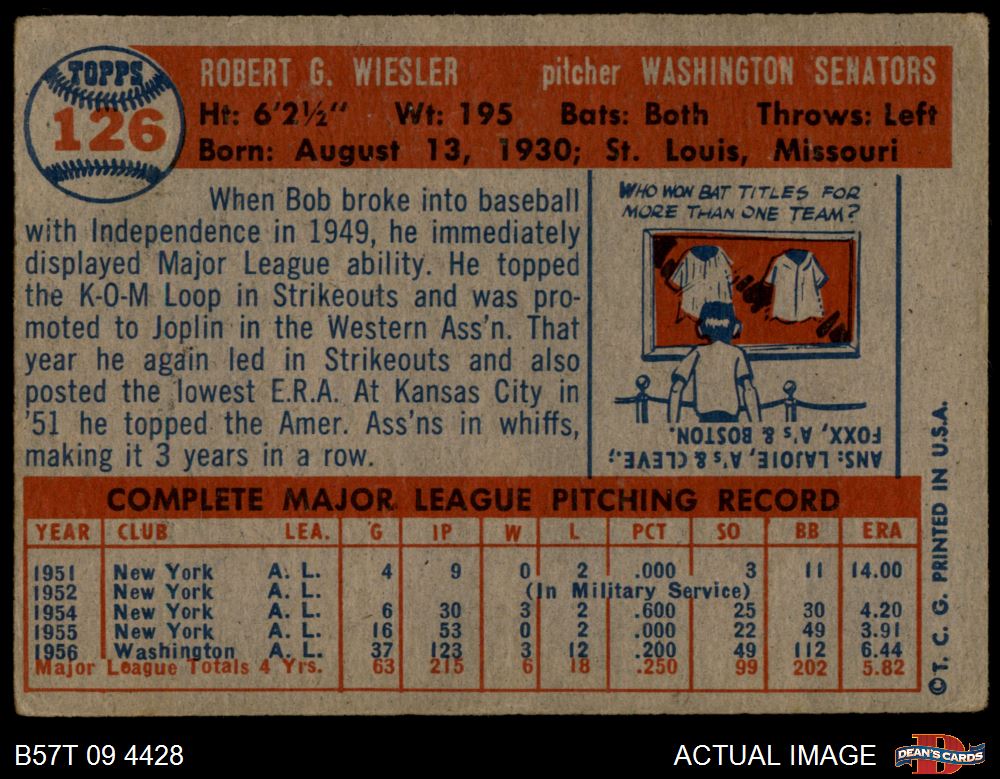 TOPPS
126
ROBERT G. WIESLER pitcher WASHINGTON SENATORS
Ht: 6'2½" Wt: 195 Bats: Both Throws: Left
Born: August 13, 1930; St. Louis, Missouri
When Bob broke into baseball
with Independence in 1949, he immediately
displayed Major League ability. He topped
the K-O-M Loop in Strikeouts and was pro-
moted to Joplin in the Western Ass'n. That
year he again led in Strikeouts and also
posted the lowest E.R.A. At Kansas City in
'51 he topped the Amer. Ass'ns in whiffs,
making it 3 years in a row.
WHO WON BAT TITLES FOR
MORE THAN ONE TEAM?
ANS: LAJOIE, A's & CLEVE.;
FOXX, A's & BOSTON.
COMPLETE MAJOR LEAGUE PITCHING RECORD
YEAR CLUB LEA. G IP W L PCT SO BB ERA
1951 New York A. L. 4 9 0 2 .000 3 11 14.00
1952 New York A. L. (In Military Service)
1954 New York A. L. 6 30 3 2 .600 25 30 4.20
1955 New York A. L. 16 53 0 2 .000 22 49 3.91
1956 Washington A. L. 37 123 3 12 .200 49 112 6.44
Major League Totals 4 Yrs. 63 215 6 18 .250 99 202 5.82
© T. C. G. PRINTED IN U.S.A.
B57T 09 4428 ACTUAL IMAGE
D
DEAN'S CARDS